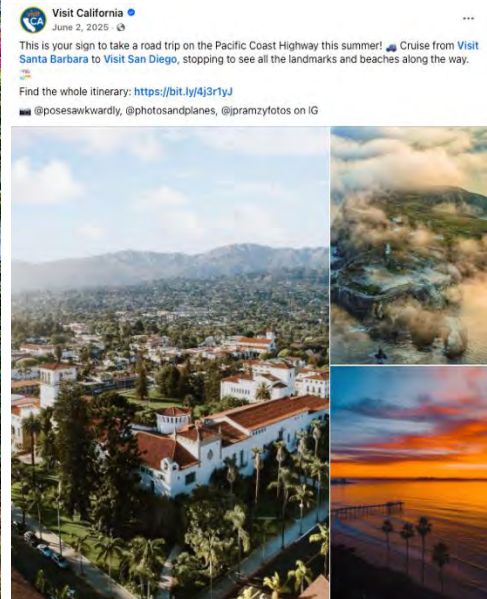 Visit California
June 2, 2025 ·
This is your sign to take a road trip on the Pacific Coast Highway this summer! 🚙 Cruise from Visit
Santa Barbara to Visit San Diego, stopping to see all the landmarks and beaches along the way.
Find the whole itinerary: https://bit.ly/4j3r1yJ
📷 @posesawkwardly, @photosandplanes, @jpramzyfotos on IG